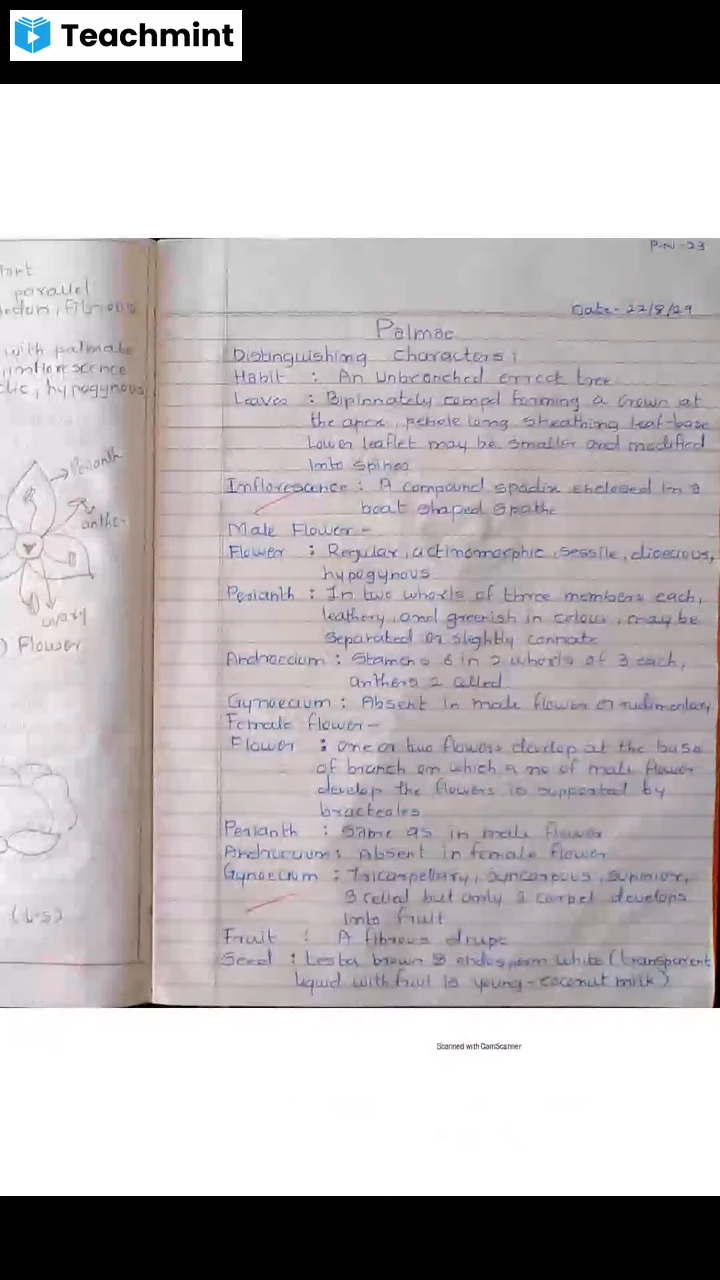 Teachmint
P-N-23
Date- 22/8/29
Palmae
Distinguishing characters:
Habit : An unbranched errect tree
Leaves : Bipinnately compd forming a crown at
the apex, petiole long sheathing leaf-base
Lower leaflet may be smaller and modified
into spines
Inflorescence : A compound spadix enclosed in a
boat shaped spathe
Male Flower-
Flower : Regular, actinomorphic, sessile, dioecious,
hypogynous
Perianth : In two whorls of three members each,
leathery, and greenish in colour, may be
separated or slightly connate
Androecium : Stamens 6 in 2 whorls of 3 each,
anthers 2 celled
Gynoecium : Absent in male flower or rudimentary
Female flower-
Flower : one or two flowers develop at the base
of branch on which a no of male flower
develop the flowers is supported by
bracteoles
Perianth : Same as in male flower
Androecium : Absent in female flower
Gynoecium : Tricarpellary, syncarpous, superior,
3 celled but only 1 carpel develops
into fruit
Fruit : A fibrous drupe
Seed : testa brown & endosperm white (transparent
liquid with fruit is young-coconut milk)
parallel
with palmate
inflorescence
hypogynous
Perianth
anther
ovary
Flower
(L.S)
Scanned with CamScanner